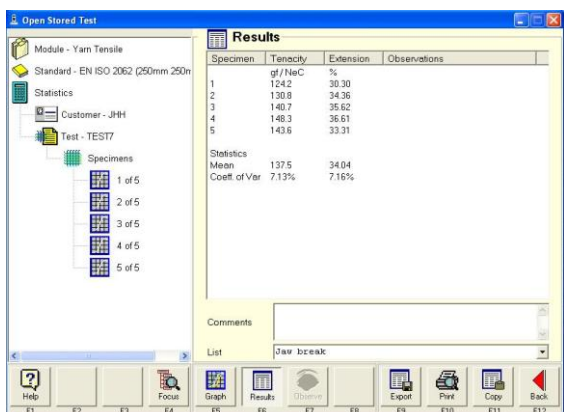 Open Stored Test
Module - Yarn Tensile
Standard - EN ISO 2062 (250mm 250n
Statistics
Customer - JHH
Test - TEST7
Specimens
1 of 5
2 of 5
3 of 5
4 of 5
5 of 5
Results
Specimen Tenacity Extension Observations
gf/NeC %
1 124.2 30.30
2 130.8 34.36
3 140.7 35.62
4 148.3 36.61
5 143.6 33.31
Statistics
Mean 137.5 34.04
Coeff. of Var 7.13% 7.16%
Comments
List Jaw break
Help Focus Graph Results Observe Export Print Copy Back
F1 F2 F3 F4 F5 F6 F7 F8 F9 F10 F11 F12